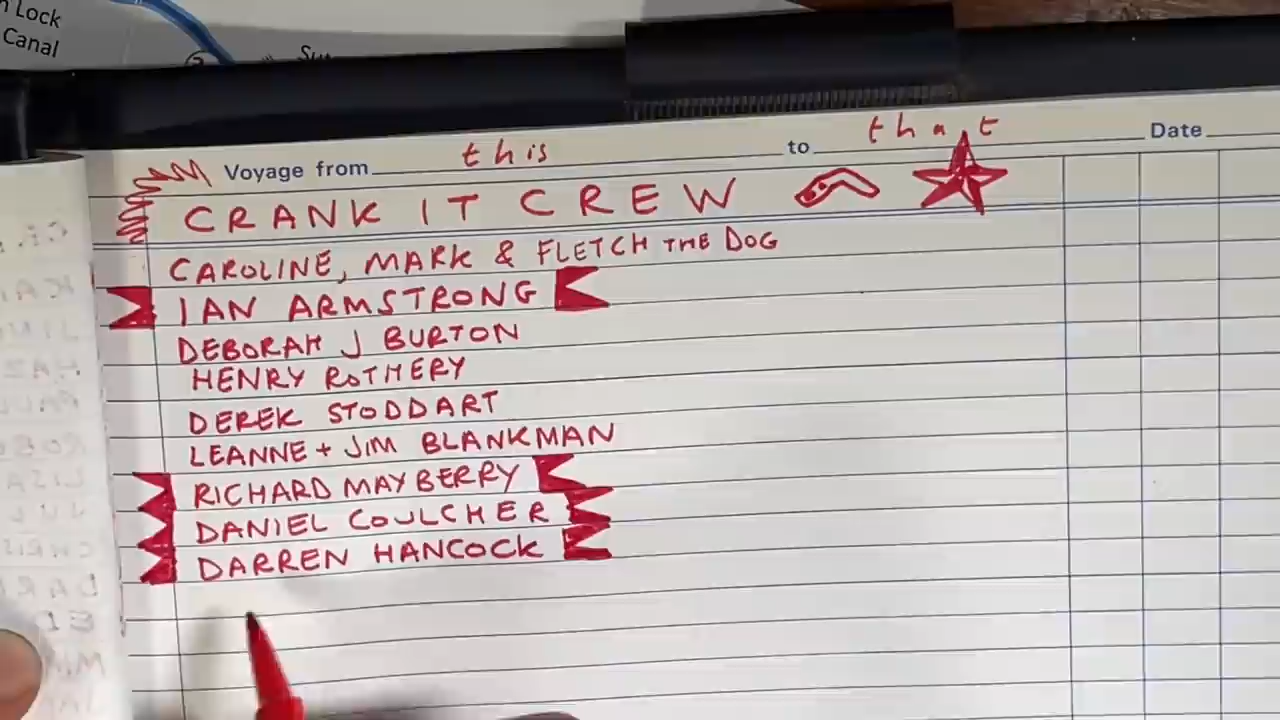 Lock
Canal
Voyage from this to that Date
CRANK IT CREW
CAROLINE, MARK & FLETCH THE DOG
IAN ARMSTRONG
DEBORAH J BURTON
HENRY ROTHERY
DEREK STODDART
LEANNE + JIM BLANKMAN
RICHARD MAYBERRY
DANIEL COULCHER
DARREN HANCOCK